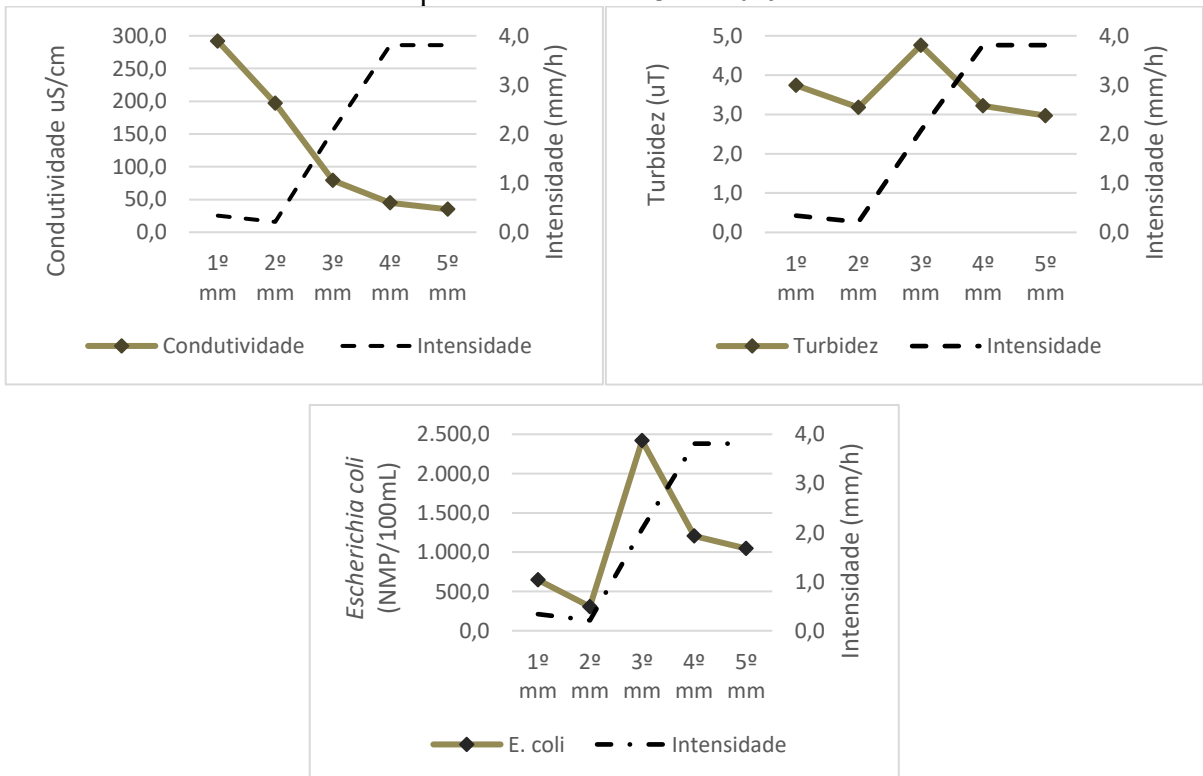 Condutividade uS/cm
300,0
250,0
200,0
150,0
100,0
50,0
0,0
4,0
3,0
2,0
1,0
0,0
Intensidade (mm/h)
1º 2º 3º 4º 5º
mm mm mm mm mm
Condutividade Intensidade
Turbidez (uT)
5,0
4,0
3,0
2,0
1,0
0,0
4,0
3,0
2,0
1,0
0,0
Intensidade (mm/h)
1º 2º 3º 4º 5º
mm mm mm mm mm
Turbidez Intensidade
Escherichia coli
(NMP/100mL)
2.500,0
2.000,0
1.500,0
1.000,0
500,0
0,0
4,0
3,0
2,0
1,0
0,0
Intensidade (mm/h)
1º 2º 3º 4º 5º
mm mm mm mm mm
E. coli Intensidade